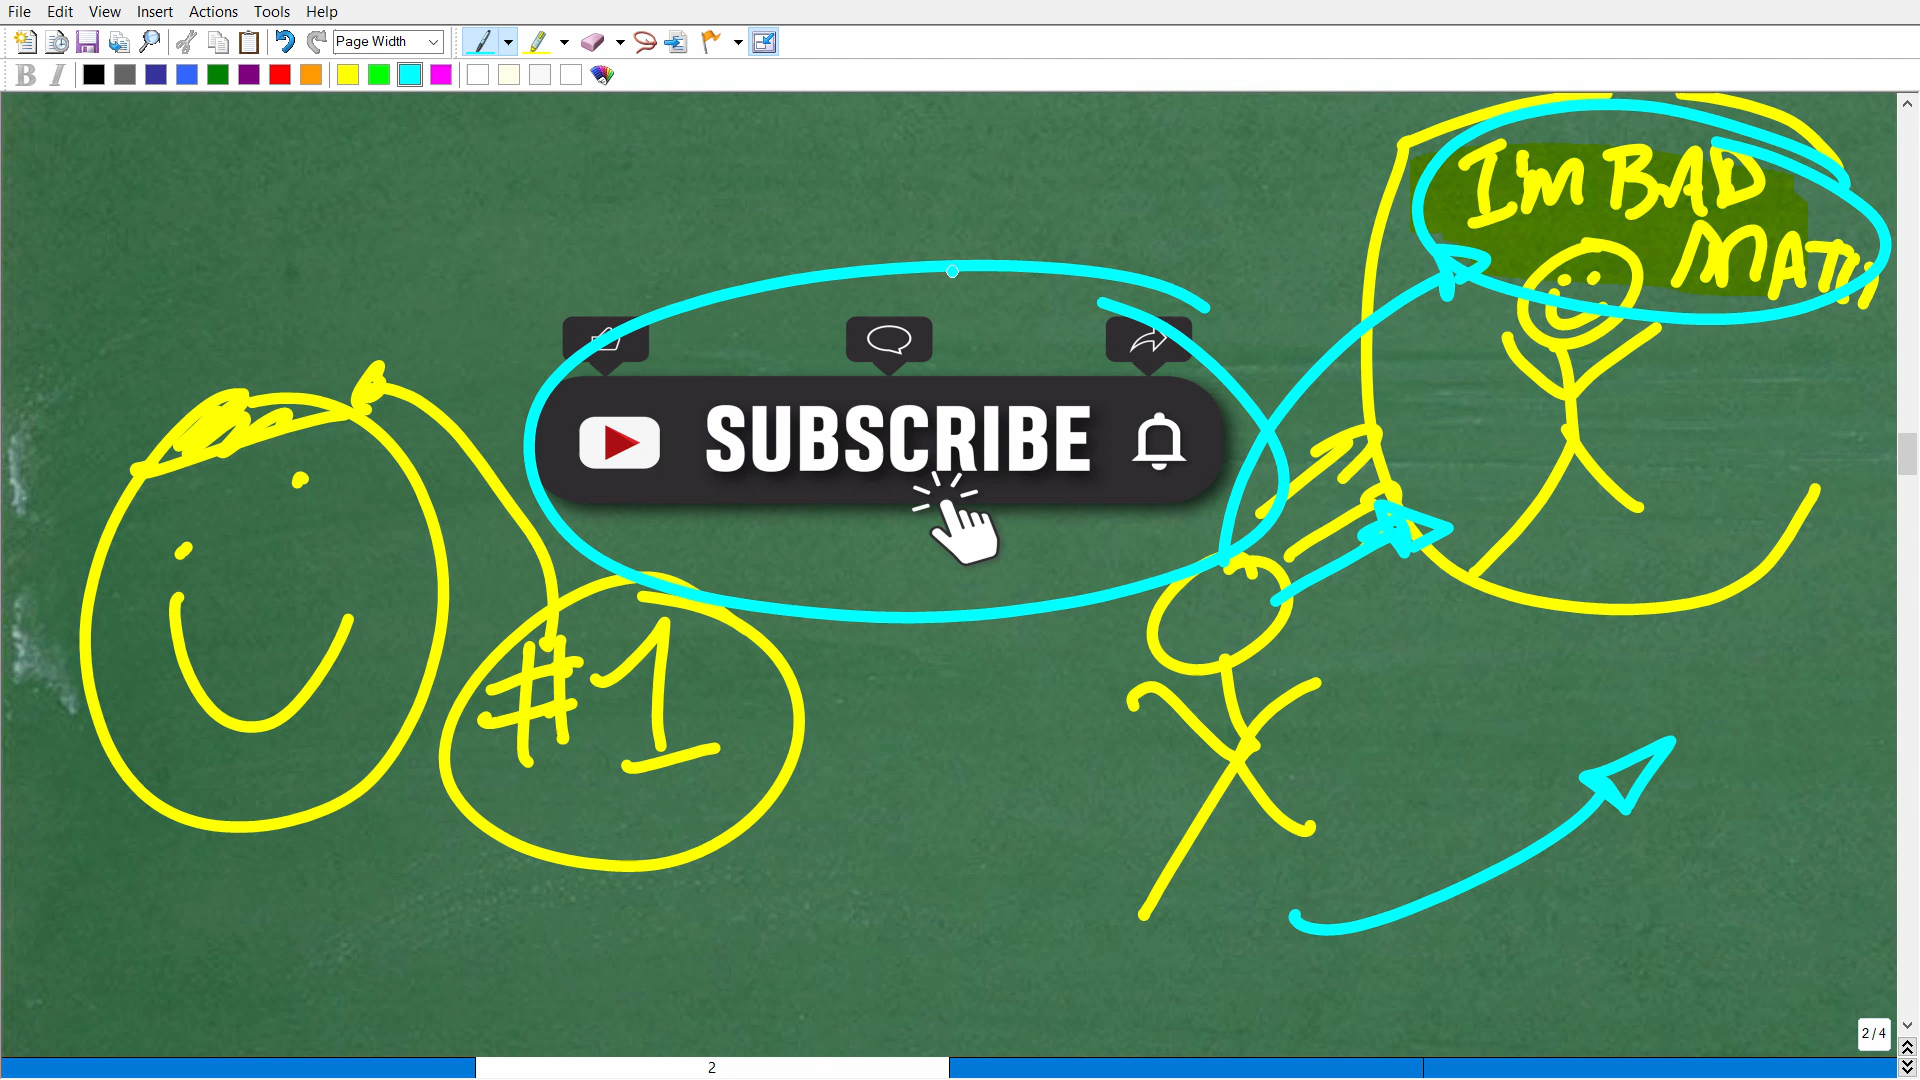 File Edit View Insert Actions Tools Help
Page Width
B I
I'M BAD
MATH
SUBSCRIBE
#1
2 / 4
2